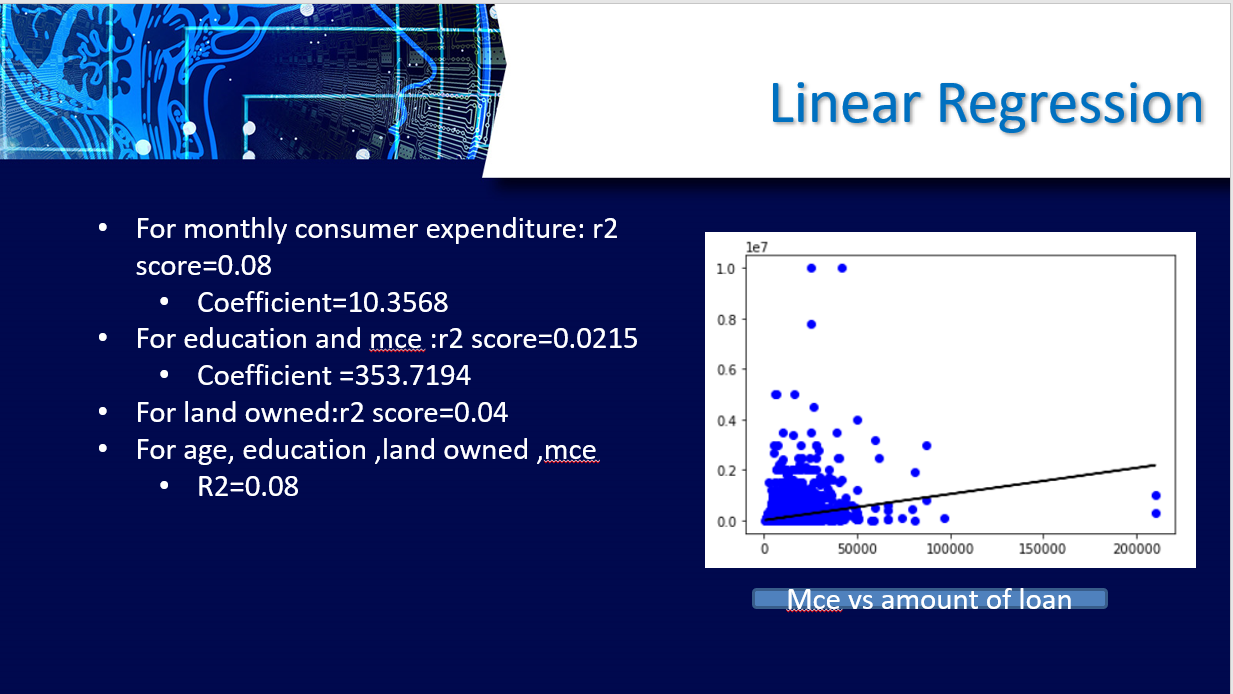 Linear Regression
• For monthly consumer expenditure: r2
score=0.08
• Coefficient=10.3568
• For education and mce :r2 score=0.0215
• Coefficient =353.7194
• For land owned:r2 score=0.04
• For age, education ,land owned ,mce
• R2=0.08
1e7
1.0
0.8
0.6
0.4
0.2
0.0
0 50000 100000 150000 200000
Mce vs amount of loan